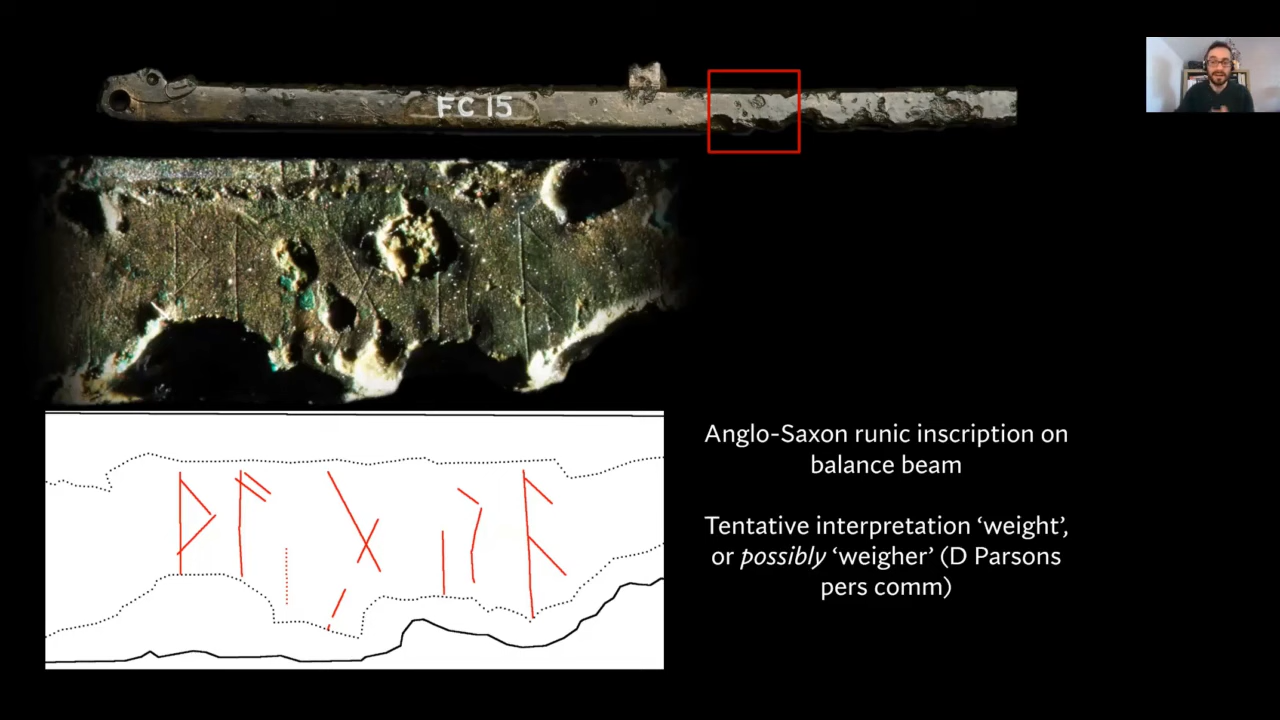 FC 15
Anglo-Saxon runic inscription on
balance beam
Tentative interpretation ‘weight’,
or possibly ‘weigher’ (D Parsons
pers comm)